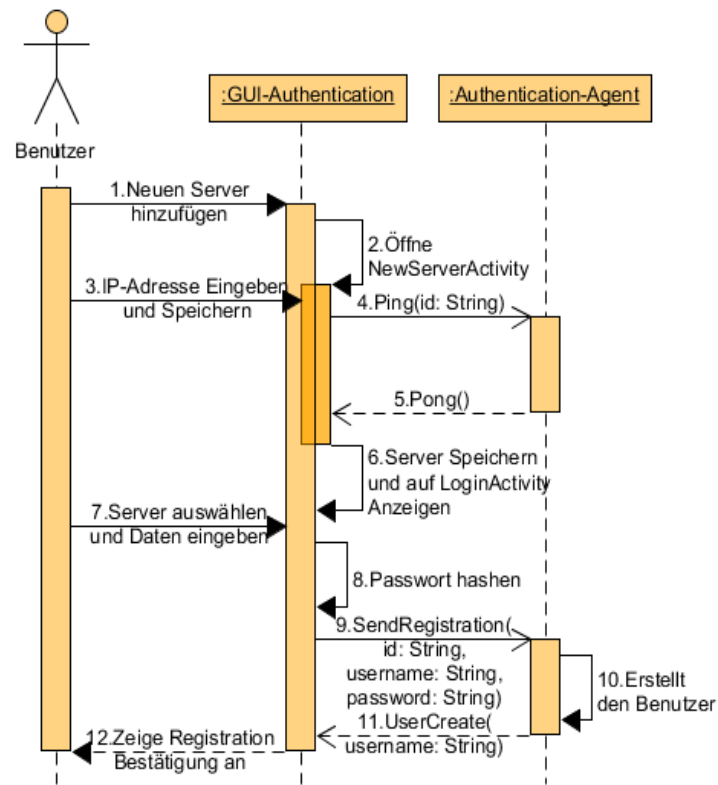 :GUI-Authentication
:Authentication-Agent
Benutzer
1.Neuen Server
hinzufügen
2.Öffne
NewServerActivity
3.IP-Adresse Eingeben
und Speichern
4.Ping(id: String)
5.Pong()
6.Server Speichern
und auf LoginActivity
Anzeigen
7.Server auswählen
und Daten eingeben
8.Passwort hashen
9.SendRegistration(
id: String,
username: String,
password: String)
10.Erstellt
den Benutzer
11.UserCreate(
username: String)
12.Zeige Registration
Bestätigung an